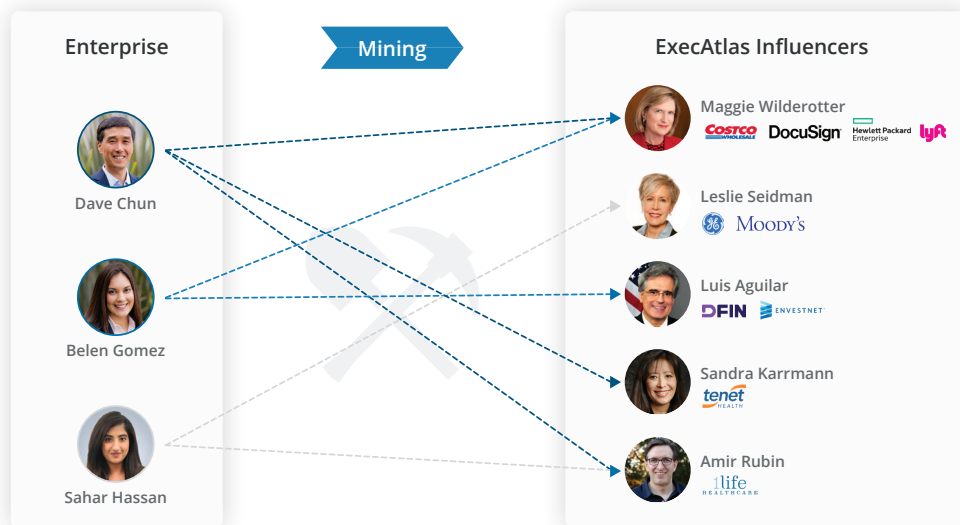 Enterprise
Mining
ExecAtlas Influencers
Dave Chun
Belen Gomez
Sahar Hassan
Maggie Wilderotter
COSTCO
WHOLESALE
DocuSign
Hewlett Packard
Enterprise
lyft
Leslie Seidman
GE
MOODY'S
Luis Aguilar
DFIN
ENVESTNET
Sandra Karrmann
tenet
HEALTH
Amir Rubin
1life
HEALTHCARE